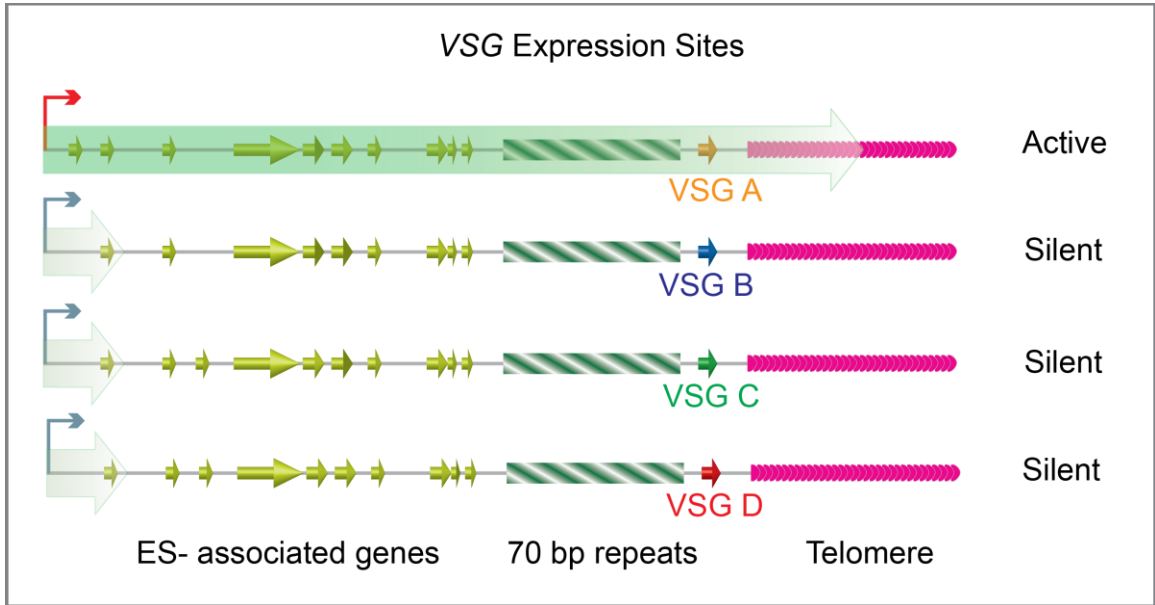 VSG Expression Sites
Active
VSG A
Silent
VSG B
Silent
VSG C
Silent
VSG D
ES- associated genes 70 bp repeats Telomere